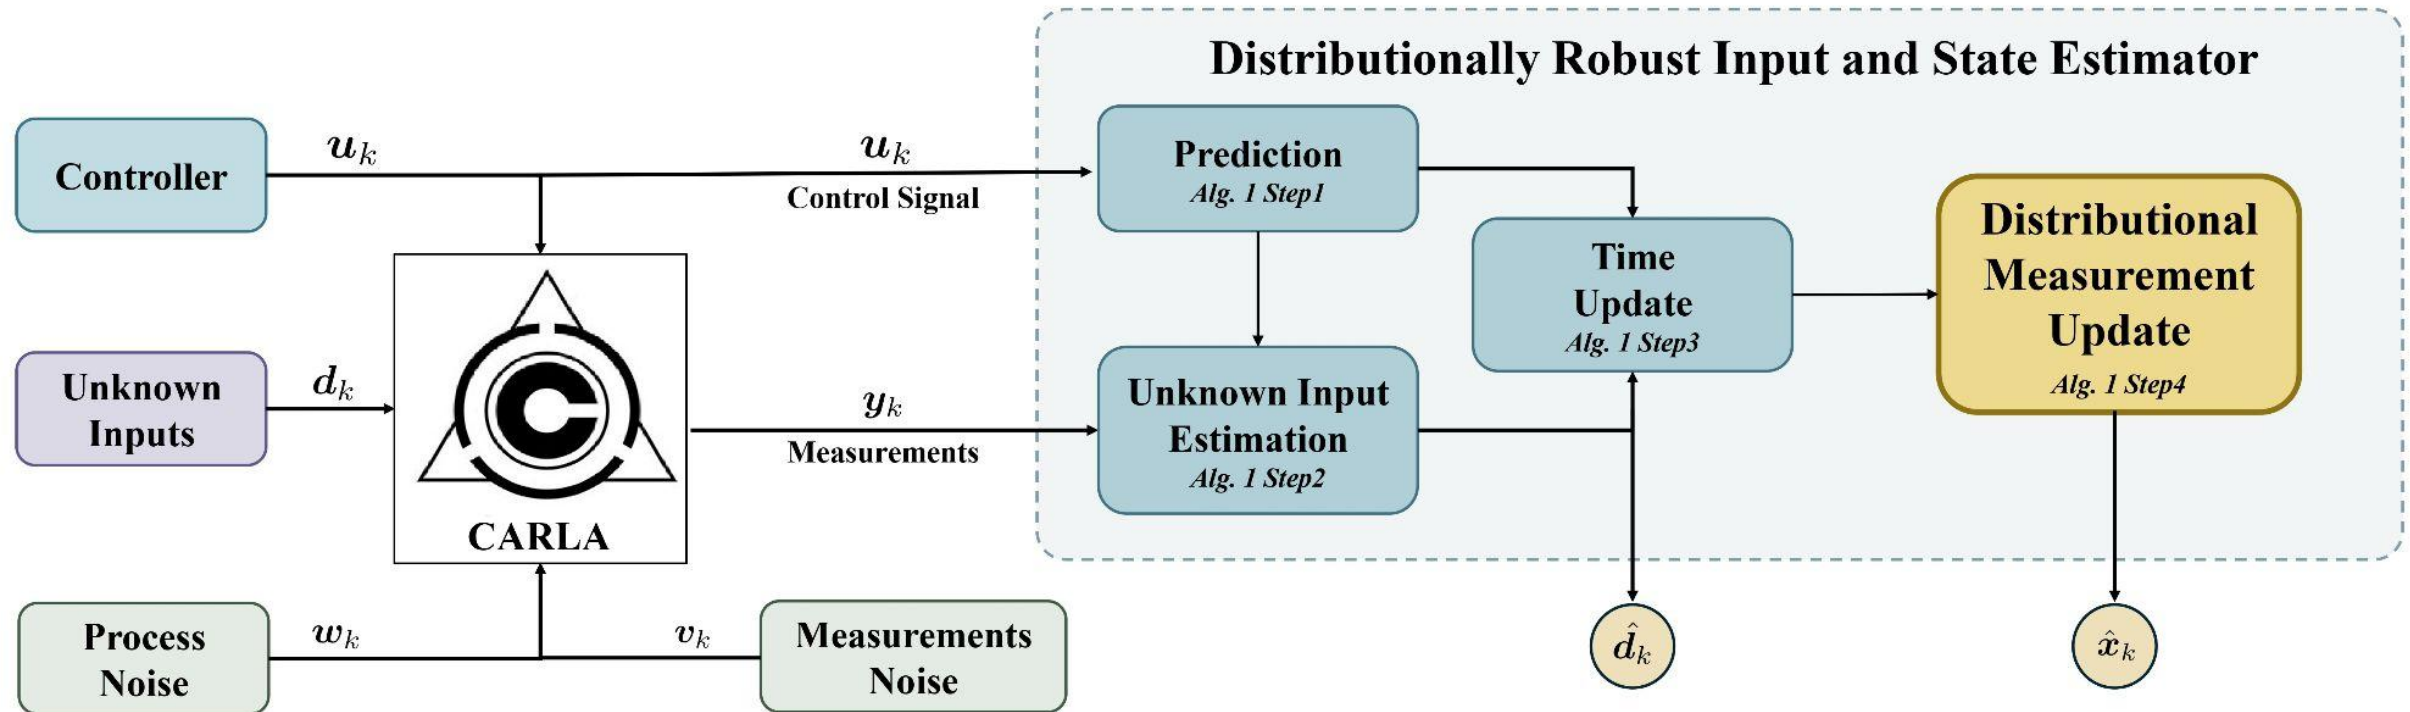 Distributionally Robust Input and State Estimator
Controller
u_k
u_k
Control Signal
Prediction
Alg. 1 Step1
Time
Update
Alg. 1 Step3
Distributional
Measurement
Update
Alg. 1 Step4
Unknown
Inputs
d_k
CARLA
y_k
Measurements
Unknown Input
Estimation
Alg. 1 Step2
Process
Noise
w_k
v_k
Measurements
Noise
d̂_k
x̂_k